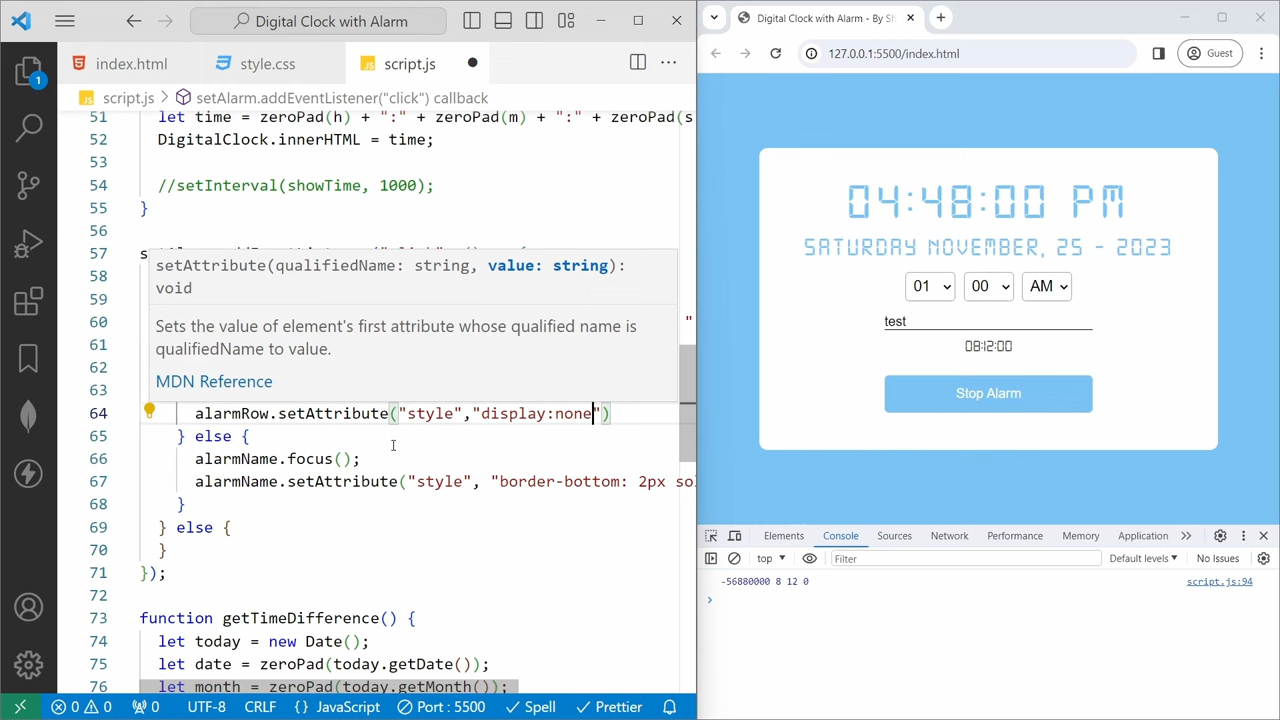 Digital Clock with Alarm
index.html
style.css
script.js
JS script.js > setAlarm.addEventListener("click") callback
51 let time = zeroPad(h) + ":" + zeroPad(m) + ":" + zeroPad(s
52 DigitalClock.innerHTML = time;
53
54 //setInterval(showTime, 1000);
55 }
56
57
58
59
60 "
61
62
63
setAttribute(qualifiedName: string, value: string):
void
Sets the value of element's first attribute whose qualified name is
qualifiedName to value.
MDN Reference
64 alarmRow.setAttribute("style","display:none")
65 } else {
66 alarmName.focus();
67 alarmName.setAttribute("style", "border-bottom: 2px so
68 }
69 } else {
70 }
71 });
72
73 function getTimeDifference() {
74 let today = new Date();
75 let date = zeroPad(today.getDate());
76 let month = zeroPad(today.getMonth());
1
0 0 0 UTF-8 CRLF {} JavaScript Port : 5500 Spell Prettier
Digital Clock with Alarm - By Sh
127.0.0.1:5500/index.html
Guest
04:48:00 PM
SATURDAY NOVEMBER, 25 - 2023
01 00 AM
test
08:12:00
Stop Alarm
Elements Console Sources Network Performance Memory Application
top Filter Default levels No Issues
-56880000 8 12 0 script.js:94